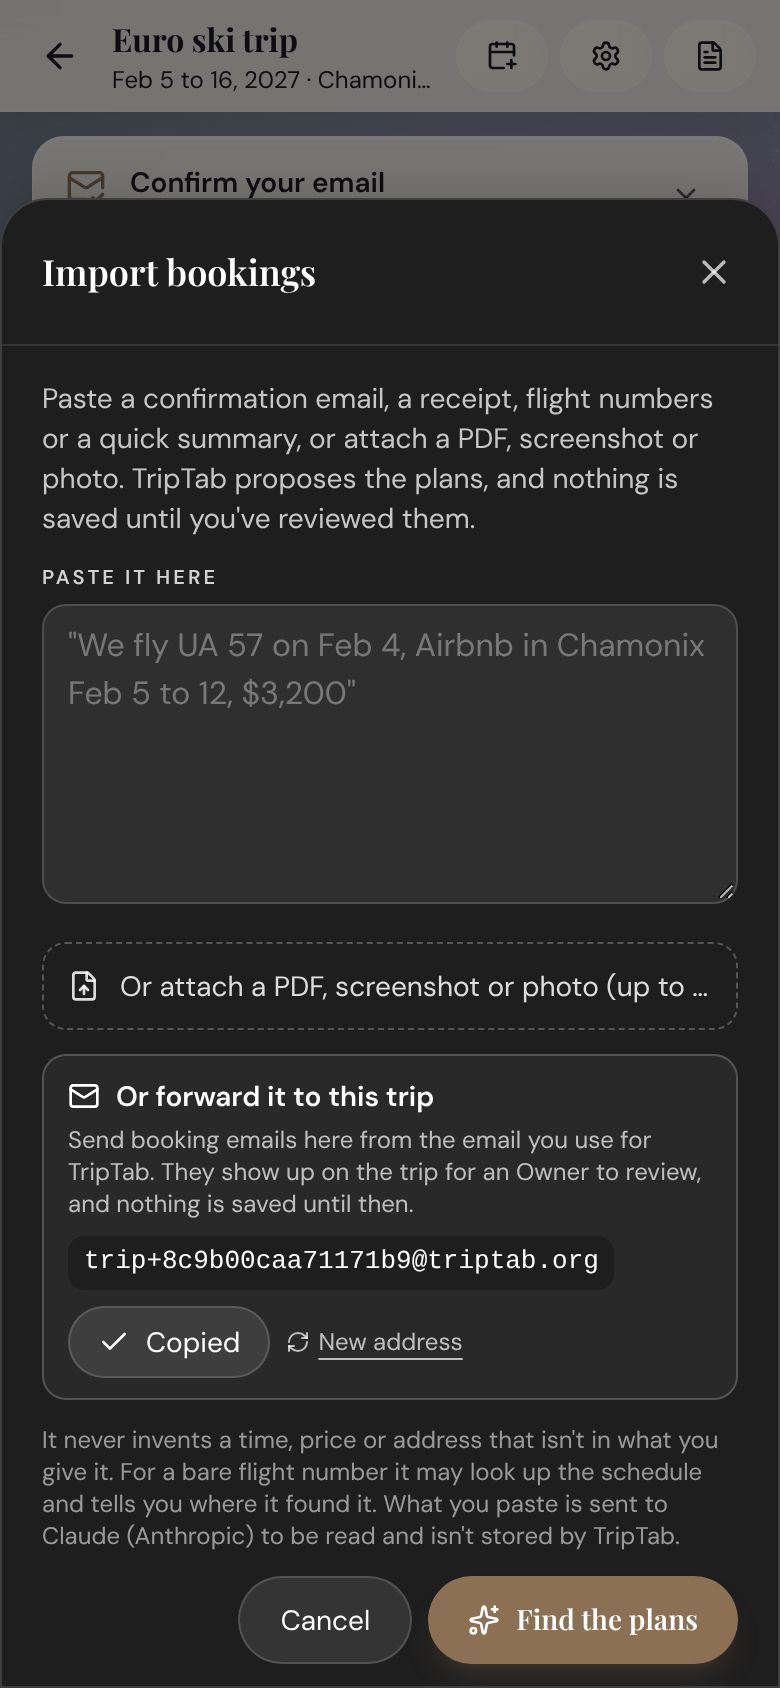 Euro ski trip
Feb 5 to 16, 2027 · Chamoni...
Confirm your email
Import bookings
Paste a confirmation email, a receipt, flight numbers
or a quick summary, or attach a PDF, screenshot or
photo. TripTab proposes the plans, and nothing is
saved until you've reviewed them.
PASTE IT HERE
"We fly UA 57 on Feb 4, Airbnb in Chamonix
Feb 5 to 12, $3,200"
Or attach a PDF, screenshot or photo (up to ...
Or forward it to this trip
Send booking emails here from the email you use for
TripTab. They show up on the trip for an Owner to review,
and nothing is saved until then.
trip+8c9b00caa71171b9@triptab.org
Copied
New address
It never invents a time, price or address that isn't in what you
give it. For a bare flight number it may look up the schedule
and tells you where it found it. What you paste is sent to
Claude (Anthropic) to be read and isn't stored by TripTab.
Cancel
Find the plans